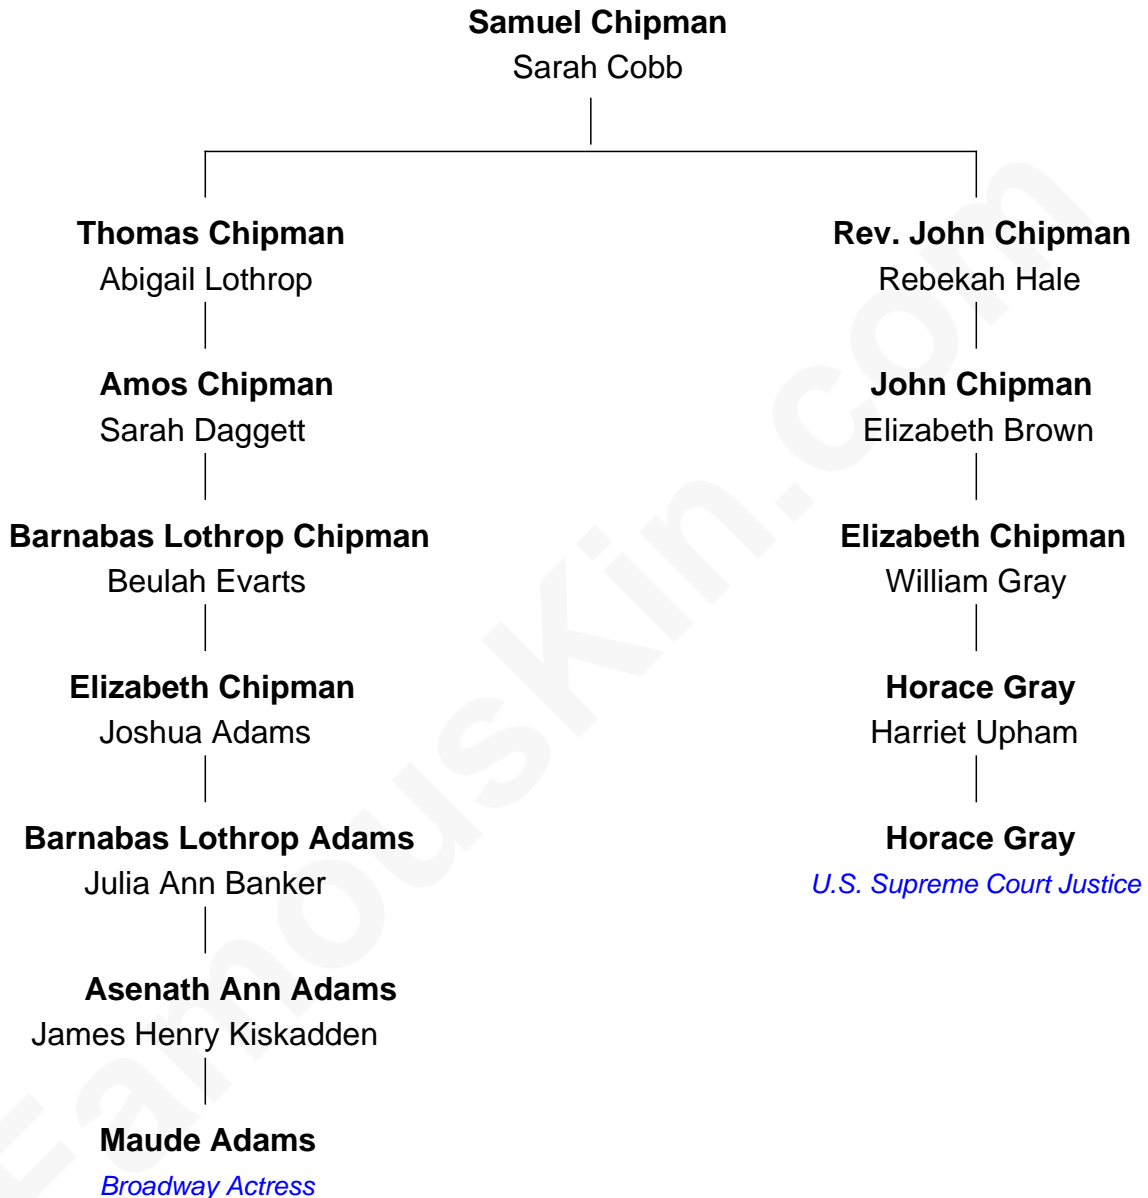 Samuel Chipman
Sarah Cobb
Thomas Chipman
Abigail Lothrop
Rev. John Chipman
Rebekah Hale
Amos Chipman
Sarah Daggett
John Chipman
Elizabeth Brown
Barnabas Lothrop Chipman
Beulah Evarts
Elizabeth Chipman
William Gray
Elizabeth Chipman
Joshua Adams
Horace Gray
Harriet Upham
Barnabas Lothrop Adams
Julia Ann Banker
Horace Gray
U.S. Supreme Court Justice
Asenath Ann Adams
James Henry Kiskadden
Maude Adams
Broadway Actress
FamousKin.com